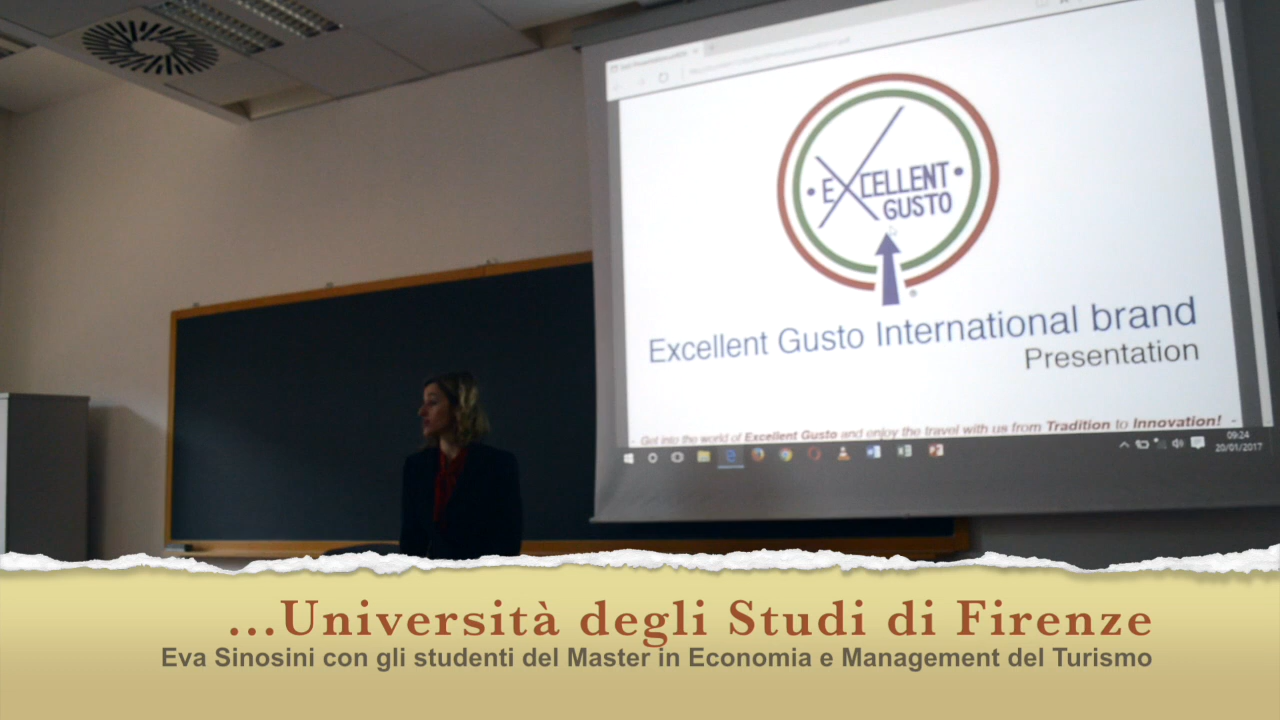 EXCELLENT
GUSTO
®
Excellent Gusto International brand
Presentation
- Get into the world of Excellent Gusto and enjoy the travel with us from Tradition to Innovation! -
09:24
20/01/2017
...Università degli Studi di Firenze
Eva Sinosini con gli studenti del Master in Economia e Management del Turismo